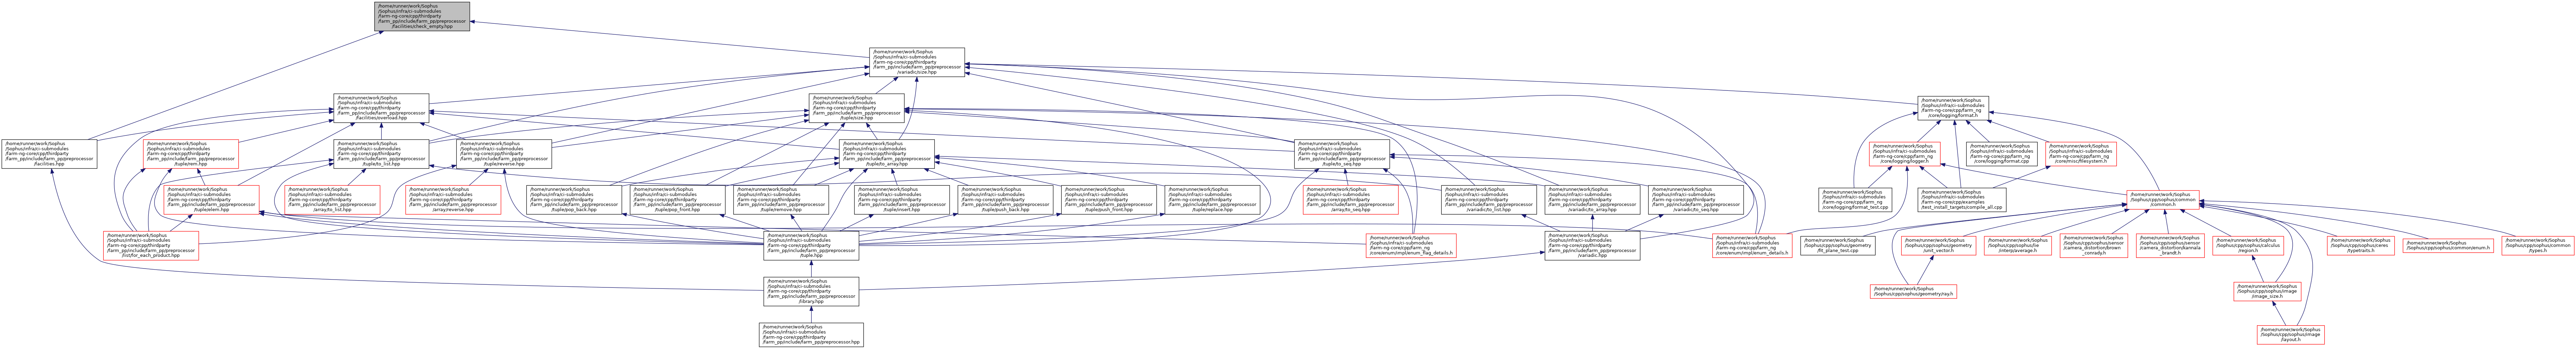 /home/runner/work/Sophus
/Sophus/infra/ci-submodules
/farm-ng-core/cpp/thirdparty
/farm_pp/include/farm_pp/preprocessor
/facilities/check_empty.hpp
/home/runner/work/Sophus
/Sophus/infra/ci-submodules
/farm-ng-core/cpp/thirdparty
/farm_pp/include/farm_pp/preprocessor
/variadic/size.hpp
/home/runner/work/Sophus
/Sophus/infra/ci-submodules
/farm-ng-core/cpp/thirdparty
/farm_pp/include/farm_pp/preprocessor
/facilities/overload.hpp
/home/runner/work/Sophus
/Sophus/infra/ci-submodules
/farm-ng-core/cpp/thirdparty
/farm_pp/include/farm_pp/preprocessor
/tuple/size.hpp
/home/runner/work/Sophus
/Sophus/infra/ci-submodules
/farm-ng-core/cpp/farm_ng
/core/logging/format.h
/home/runner/work/Sophus
/Sophus/infra/ci-submodules
/farm-ng-core/cpp/thirdparty
/farm_pp/include/farm_pp/preprocessor
/facilities.hpp
/home/runner/work/Sophus
/Sophus/infra/ci-submodules
/farm-ng-core/cpp/thirdparty
/farm_pp/include/farm_pp/preprocessor
/tuple/rem.hpp
/home/runner/work/Sophus
/Sophus/infra/ci-submodules
/farm-ng-core/cpp/thirdparty
/farm_pp/include/farm_pp/preprocessor
/tuple/to_list.hpp
/home/runner/work/Sophus
/Sophus/infra/ci-submodules
/farm-ng-core/cpp/thirdparty
/farm_pp/include/farm_pp/preprocessor
/tuple/reverse.hpp
/home/runner/work/Sophus
/Sophus/infra/ci-submodules
/farm-ng-core/cpp/thirdparty
/farm_pp/include/farm_pp/preprocessor
/tuple/to_array.hpp
/home/runner/work/Sophus
/Sophus/infra/ci-submodules
/farm-ng-core/cpp/thirdparty
/farm_pp/include/farm_pp/preprocessor
/tuple/to_seq.hpp
/home/runner/work/Sophus
/Sophus/infra/ci-submodules
/farm-ng-core/cpp/farm_ng
/core/logging/logger.h
/home/runner/work/Sophus
/Sophus/infra/ci-submodules
/farm-ng-core/cpp/farm_ng
/core/logging/format.cpp
/home/runner/work/Sophus
/Sophus/infra/ci-submodules
/farm-ng-core/cpp/farm_ng
/core/misc/filesystem.h
/home/runner/work/Sophus
/Sophus/infra/ci-submodules
/farm-ng-core/cpp/thirdparty
/farm_pp/include/farm_pp/preprocessor
/tuple/elem.hpp
/home/runner/work/Sophus
/Sophus/infra/ci-submodules
/farm-ng-core/cpp/thirdparty
/farm_pp/include/farm_pp/preprocessor
/array/to_list.hpp
/home/runner/work/Sophus
/Sophus/infra/ci-submodules
/farm-ng-core/cpp/thirdparty
/farm_pp/include/farm_pp/preprocessor
/array/reverse.hpp
/home/runner/work/Sophus
/Sophus/infra/ci-submodules
/farm-ng-core/cpp/thirdparty
/farm_pp/include/farm_pp/preprocessor
/tuple/pop_back.hpp
/home/runner/work/Sophus
/Sophus/infra/ci-submodules
/farm-ng-core/cpp/thirdparty
/farm_pp/include/farm_pp/preprocessor
/tuple/pop_front.hpp
/home/runner/work/Sophus
/Sophus/infra/ci-submodules
/farm-ng-core/cpp/thirdparty
/farm_pp/include/farm_pp/preprocessor
/tuple/remove.hpp
/home/runner/work/Sophus
/Sophus/infra/ci-submodules
/farm-ng-core/cpp/thirdparty
/farm_pp/include/farm_pp/preprocessor
/tuple/insert.hpp
/home/runner/work/Sophus
/Sophus/infra/ci-submodules
/farm-ng-core/cpp/thirdparty
/farm_pp/include/farm_pp/preprocessor
/tuple/push_back.hpp
/home/runner/work/Sophus
/Sophus/infra/ci-submodules
/farm-ng-core/cpp/thirdparty
/farm_pp/include/farm_pp/preprocessor
/tuple/push_front.hpp
/home/runner/work/Sophus
/Sophus/infra/ci-submodules
/farm-ng-core/cpp/thirdparty
/farm_pp/include/farm_pp/preprocessor
/tuple/replace.hpp
/home/runner/work/Sophus
/Sophus/infra/ci-submodules
/farm-ng-core/cpp/thirdparty
/farm_pp/include/farm_pp/preprocessor
/array/to_seq.hpp
/home/runner/work/Sophus
/Sophus/infra/ci-submodules
/farm-ng-core/cpp/thirdparty
/farm_pp/include/farm_pp/preprocessor
/variadic/to_list.hpp
/home/runner/work/Sophus
/Sophus/infra/ci-submodules
/farm-ng-core/cpp/thirdparty
/farm_pp/include/farm_pp/preprocessor
/variadic/to_array.hpp
/home/runner/work/Sophus
/Sophus/infra/ci-submodules
/farm-ng-core/cpp/thirdparty
/farm_pp/include/farm_pp/preprocessor
/variadic/to_seq.hpp
/home/runner/work/Sophus
/Sophus/infra/ci-submodules
/farm-ng-core/cpp/farm_ng
/core/logging/format_test.cpp
/home/runner/work/Sophus
/Sophus/infra/ci-submodules
/farm-ng-core/cpp/examples
/test_install_targets/compile_all.cpp
/home/runner/work/Sophus
/Sophus/cpp/sophus/common
/common.h
/home/runner/work/Sophus
/Sophus/infra/ci-submodules
/farm-ng-core/cpp/thirdparty
/farm_pp/include/farm_pp/preprocessor
/list/for_each_product.hpp
/home/runner/work/Sophus
/Sophus/infra/ci-submodules
/farm-ng-core/cpp/thirdparty
/farm_pp/include/farm_pp/preprocessor
/tuple.hpp
/home/runner/work/Sophus
/Sophus/infra/ci-submodules
/farm-ng-core/cpp/farm_ng
/core/enum/impl/enum_flag_details.h
/home/runner/work/Sophus
/Sophus/infra/ci-submodules
/farm-ng-core/cpp/thirdparty
/farm_pp/include/farm_pp/preprocessor
/variadic.hpp
/home/runner/work/Sophus
/Sophus/infra/ci-submodules
/farm-ng-core/cpp/farm_ng
/core/enum/impl/enum_details.h
/home/runner/work/Sophus
/Sophus/cpp/sophus/geometry
/fit_plane_test.cpp
/home/runner/work/Sophus
/Sophus/cpp/sophus/geometry
/unit_vector.h
/home/runner/work/Sophus
/Sophus/cpp/sophus/lie
/interp/average.h
/home/runner/work/Sophus
/Sophus/cpp/sophus/sensor
/camera_distortion/brown
_conrady.h
/home/runner/work/Sophus
/Sophus/cpp/sophus/sensor
/camera_distortion/kannala
_brandt.h
/home/runner/work/Sophus
/Sophus/cpp/sophus/calculus
/region.h
/home/runner/work/Sophus
/Sophus/cpp/sophus/ceres
/typetraits.h
/home/runner/work/Sophus
/Sophus/cpp/sophus/common/enum.h
/home/runner/work/Sophus
/Sophus/cpp/sophus/common
/types.h
/home/runner/work/Sophus
/Sophus/infra/ci-submodules
/farm-ng-core/cpp/thirdparty
/farm_pp/include/farm_pp/preprocessor
/library.hpp
/home/runner/work/Sophus
/Sophus/cpp/sophus/geometry/ray.h
/home/runner/work/Sophus
/Sophus/cpp/sophus/image
/image_size.h
/home/runner/work/Sophus
/Sophus/infra/ci-submodules
/farm-ng-core/cpp/thirdparty
/farm_pp/include/farm_pp/preprocessor.hpp
/home/runner/work/Sophus
/Sophus/cpp/sophus/image
/layout.h